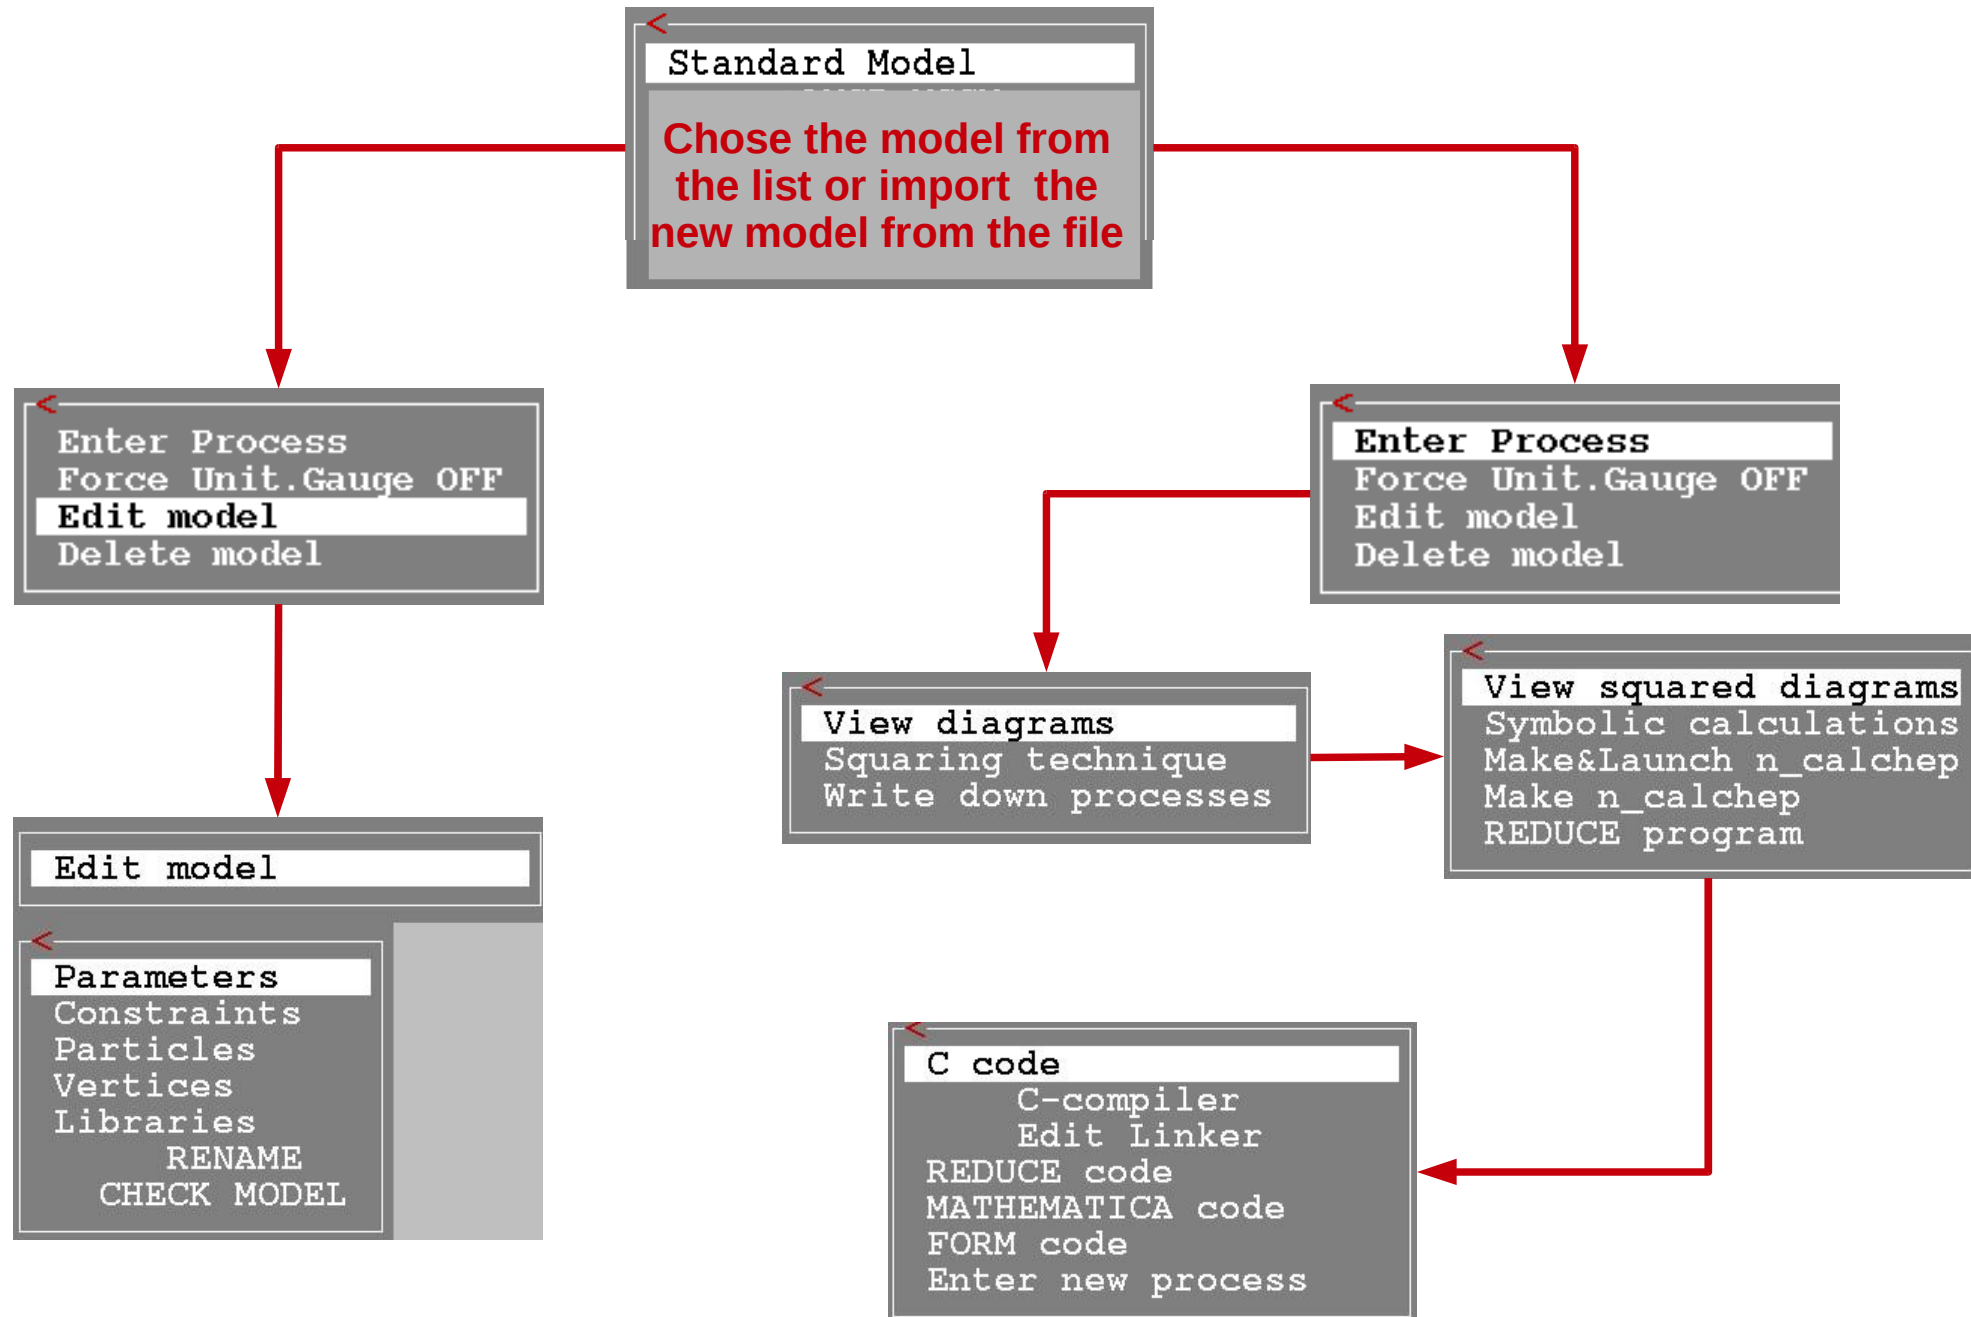 <
Standard Model
Chose the model from
the list or import the
new model from the file
<
Enter Process
Force Unit.Gauge OFF
Edit model
Delete model
<
Enter Process
Force Unit.Gauge OFF
Edit model
Delete model
<
View diagrams
Squaring technique
Write down processes
<
View squared diagrams
Symbolic calculations
Make&Launch n_calchep
Make n_calchep
REDUCE program
Edit model
<
Parameters
Constraints
Particles
Vertices
Libraries
RENAME
CHECK MODEL
<
C code
C-compiler
Edit Linker
REDUCE code
MATHEMATICA code
FORM code
Enter new process